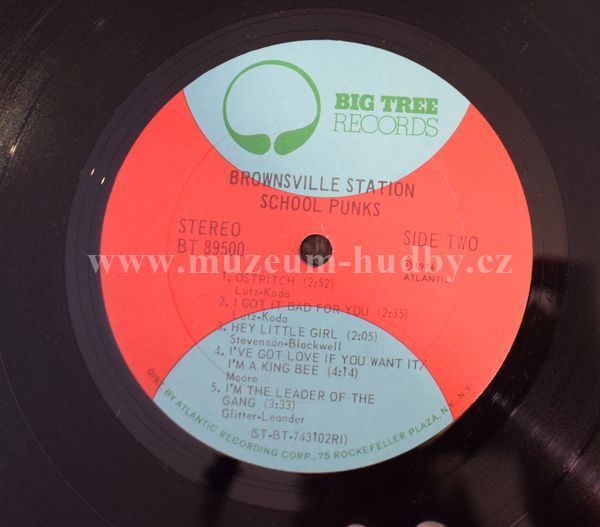 BIG TREE
RECORDS
BROWNSVILLE STATION
SCHOOL PUNKS
STEREO
BT 89500
SIDE TWO
℗ 1974
ATLANTIC
www.muzeum-hudby.cz
1. OSTRITCH (2:52)
Lutz-Koda
2. I GOT IT BAD FOR YOU (2:35)
Lutz-Koda
3. HEY LITTLE GIRL (2:05)
Stevenson-Blackwell
4. I'VE GOT LOVE IF YOU WANT IT/
I'M A KING BEE (4:14)
Moore
5. I'M THE LEADER OF THE
GANG (3:33)
Glitter-Leander
(ST-BT-743102RI)
DIST BY ATLANTIC RECORDING CORP., 75 ROCKEFELLER PLAZA, N.Y. N.Y.